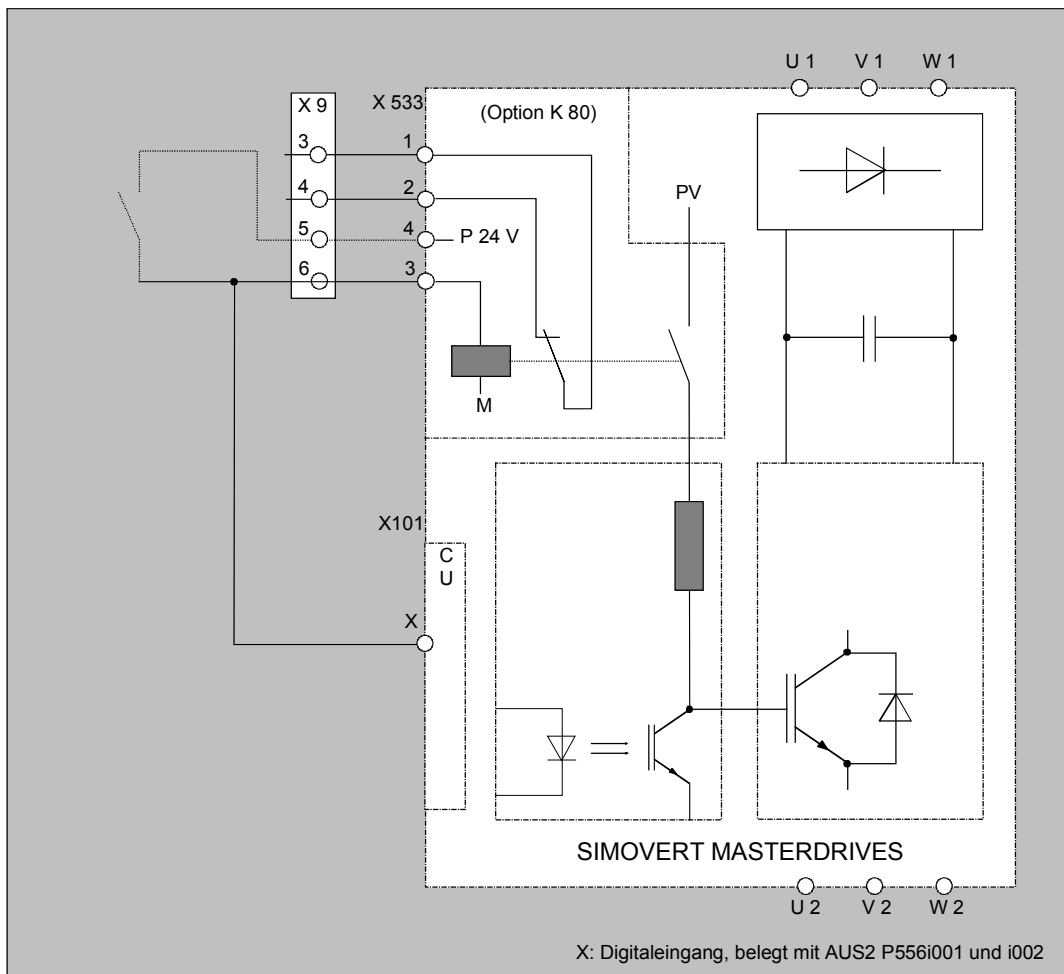 U 1 V 1 W 1
X 9 X 533
(Option K 80)
3 1
4 2
PV
5 4 P 24 V
6 3
M
X101
C
U
X
SIMOVERT MASTERDRIVES
U 2 V 2 W 2
X: Digitaleingang, belegt mit AUS2 P556i001 und i002